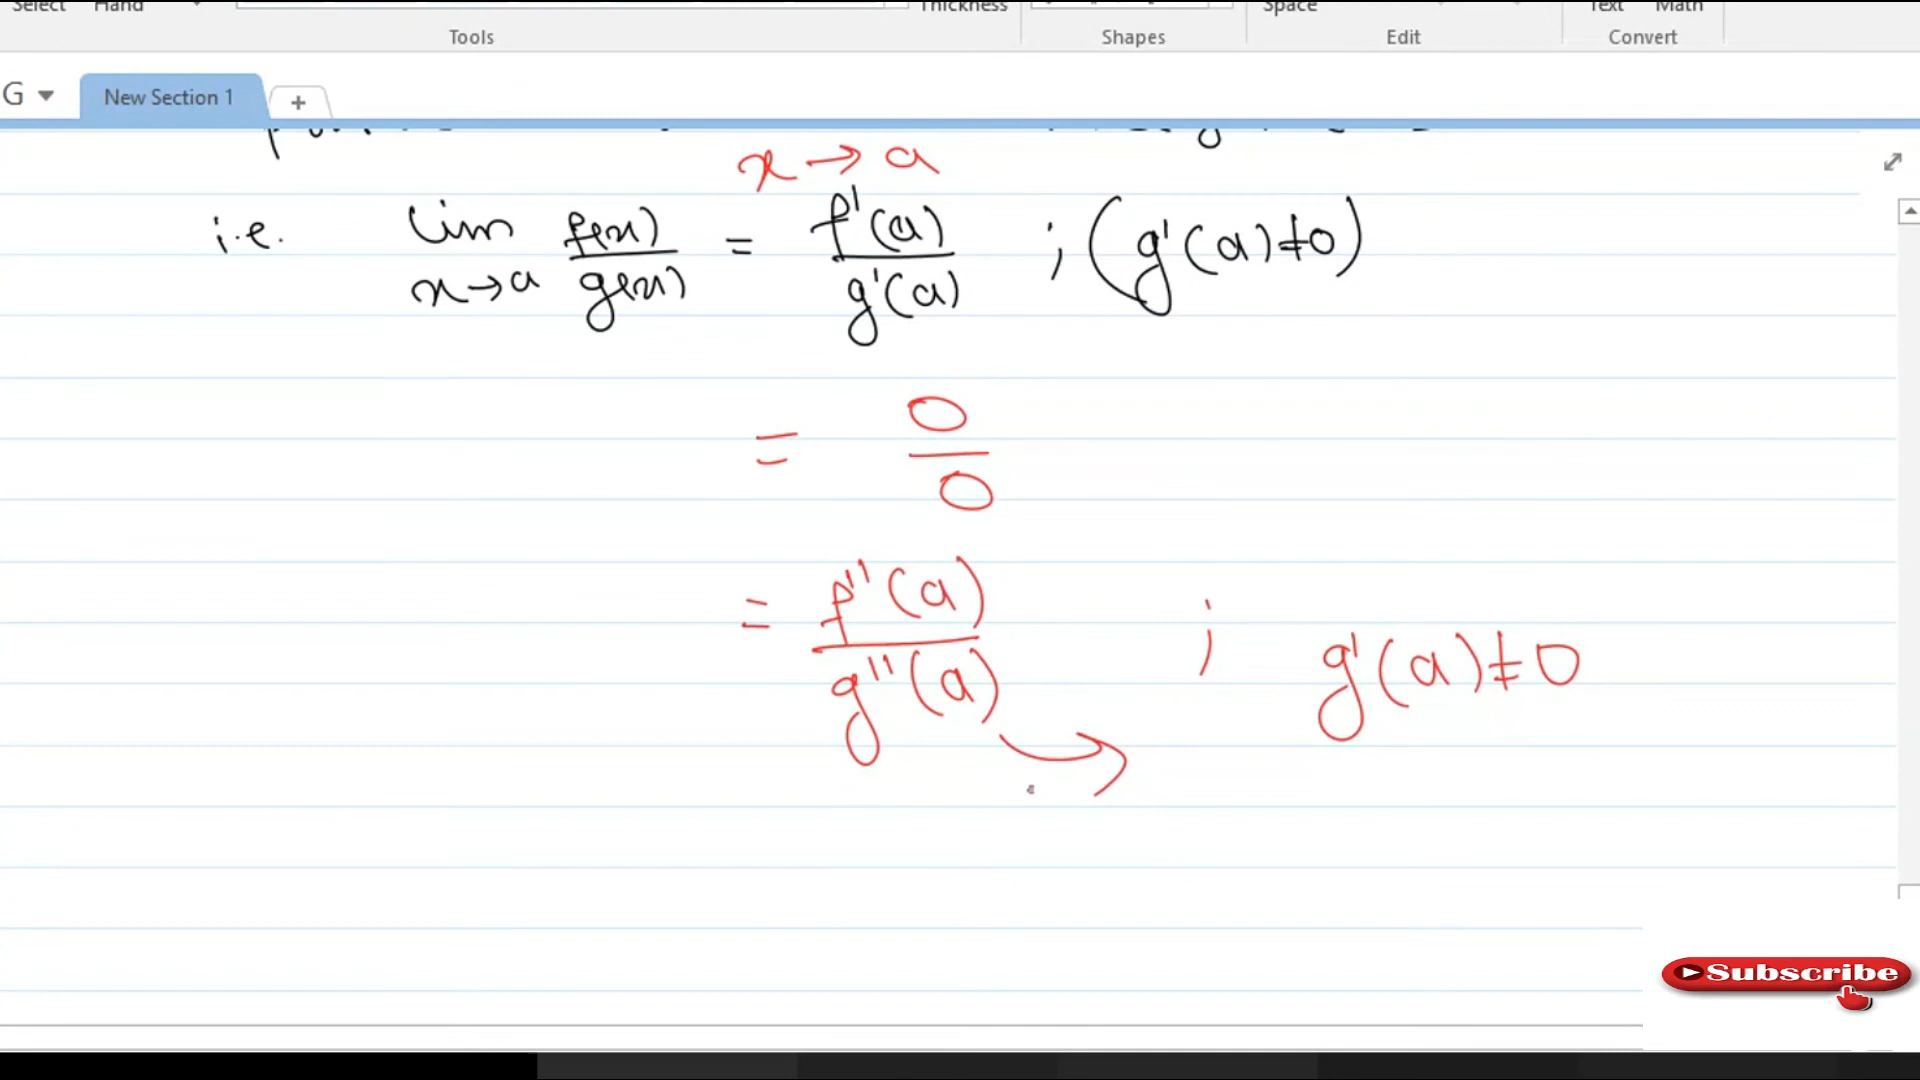 Select Hand Thickness Space Text Math
Tools Shapes Edit Convert
G New Section 1 +
x → a
i.e. lim x→a f(x)/g(x) = f'(a)/g'(a) ; (g'(a)≠0)
= 0/0
= f''(a)/g''(a) ; g'(a)≠0
Subscribe